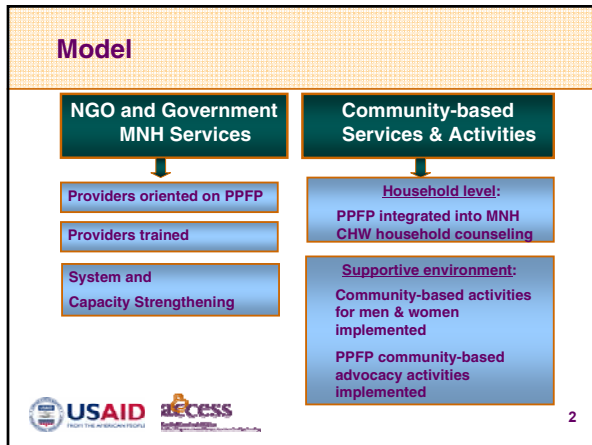 Model
NGO and Government
MNH Services
Providers oriented on PPFP
Providers trained
System and
Capacity Strengthening
Community-based
Services & Activities
Household level:
PPFP integrated into MNH
CHW household counseling
Supportive environment:
Community-based activities
for men & women
implemented
PPFP community-based
advocacy activities
implemented
USAID
FROM THE AMERICAN PEOPLE
access
2